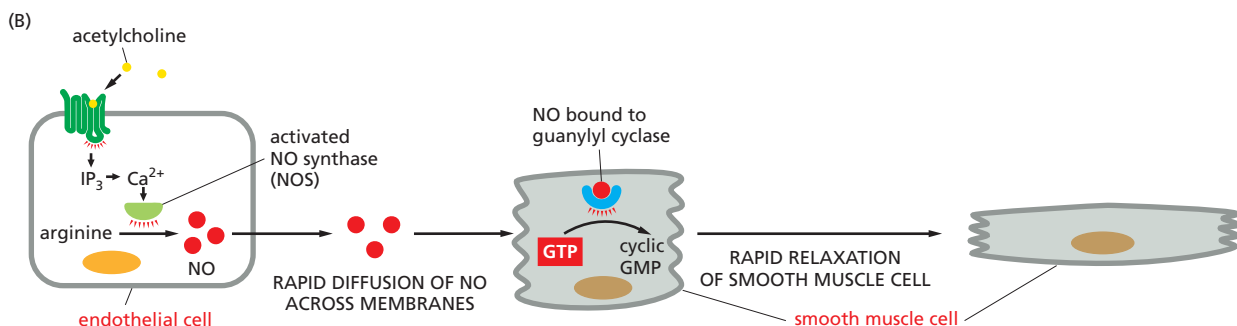 (B)
acetylcholine
activated
NO synthase
(NOS)
IP3
Ca2+
arginine
NO
endothelial cell
RAPID DIFFUSION OF NO
ACROSS MEMBRANES
NO bound to
guanylyl cyclase
GTP
cyclic
GMP
RAPID RELAXATION
OF SMOOTH MUSCLE CELL
smooth muscle cell